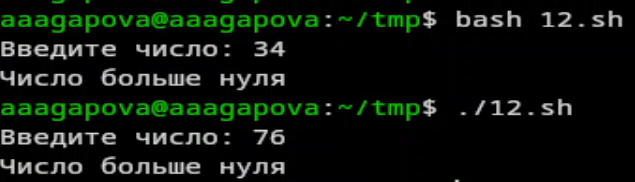 aaagapova@aaagapova:~/tmp$ bash 12.sh
Введите число: 34
Число больше нуля
aaagapova@aaagapova:~/tmp$ ./12.sh
Введите число: 76
Число больше нуля